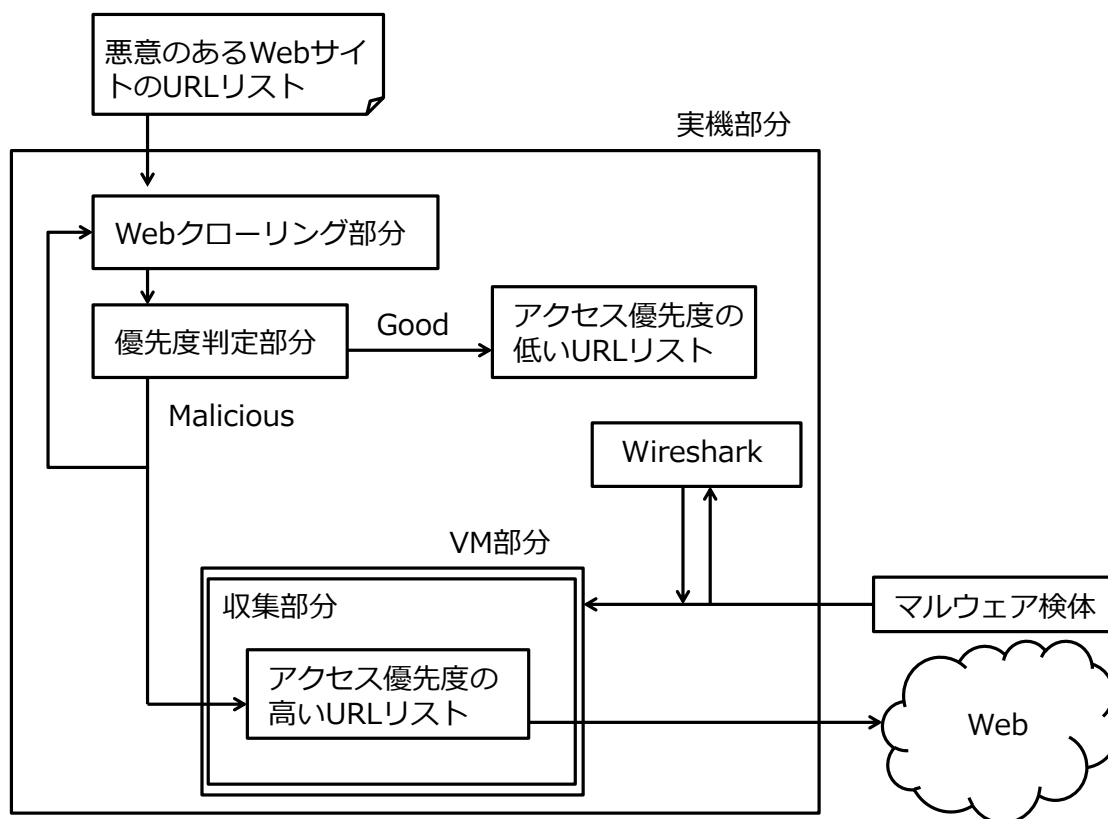 悪意のあるWebサイ
トのURLリスト
実機部分
Webクローリング部分
優先度判定部分
Good
アクセス優先度の
低いURLリスト
Malicious
Wireshark
VM部分
収集部分
マルウェア検体
アクセス優先度の
高いURLリスト
Web